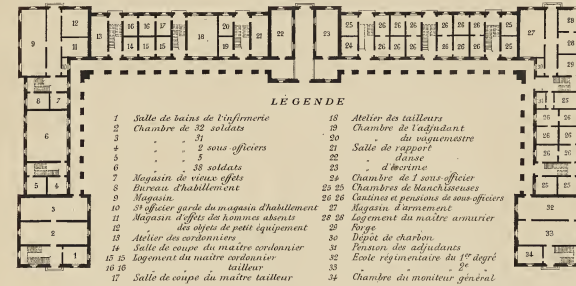 LÉGENDE
1 Salle de bains de l'infirmerie
2 Chambre de 32 soldats
3 " " 31
4 " " 2 sous-officiers
5 " " 5
6 " " 38 soldats
7 Magasin de vieux effets
8 Bureau d'habillement
9 Magasin
10 Sr officier garde du magasin d'habillement
11 Magasin d'effets des hommes absents
12 " des objets de petit équipement
13 Atelier des cordonniers
14 Salle de coupe du maître cordonnier
15 15 Logement du maître cordonnier
16 16 " " tailleur
17 Salle de coupe du maître tailleur
18 Atelier des tailleurs
19 Chambre de l'adjudant
20 " du vaguemestre
21 Salle de rapport
22 " danse
23 " d'escrime
24 Chambre de 1 sous-officier
25 25 Chambres de blanchisseuses
26 26 Cantines et pensions de sous-officiers
27 Magasin d'armement
28 28 Logement du maître armurier
29 Forge
30 Dépôt de charbon
31 Pension des adjudants
32 Ecole régimentaire du 1er degré
33 " " 2e "
34 Chambre du moniteur général